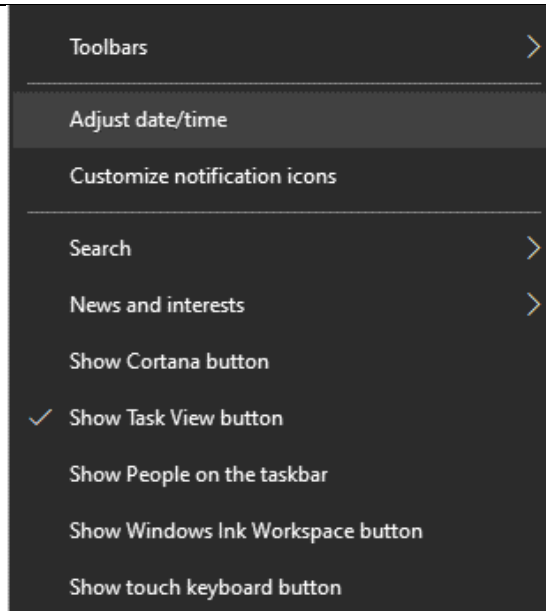 Toolbars
Adjust date/time
Customize notification icons
Search
News and interests
Show Cortana button
Show Task View button
Show People on the taskbar
Show Windows Ink Workspace button
Show touch keyboard button